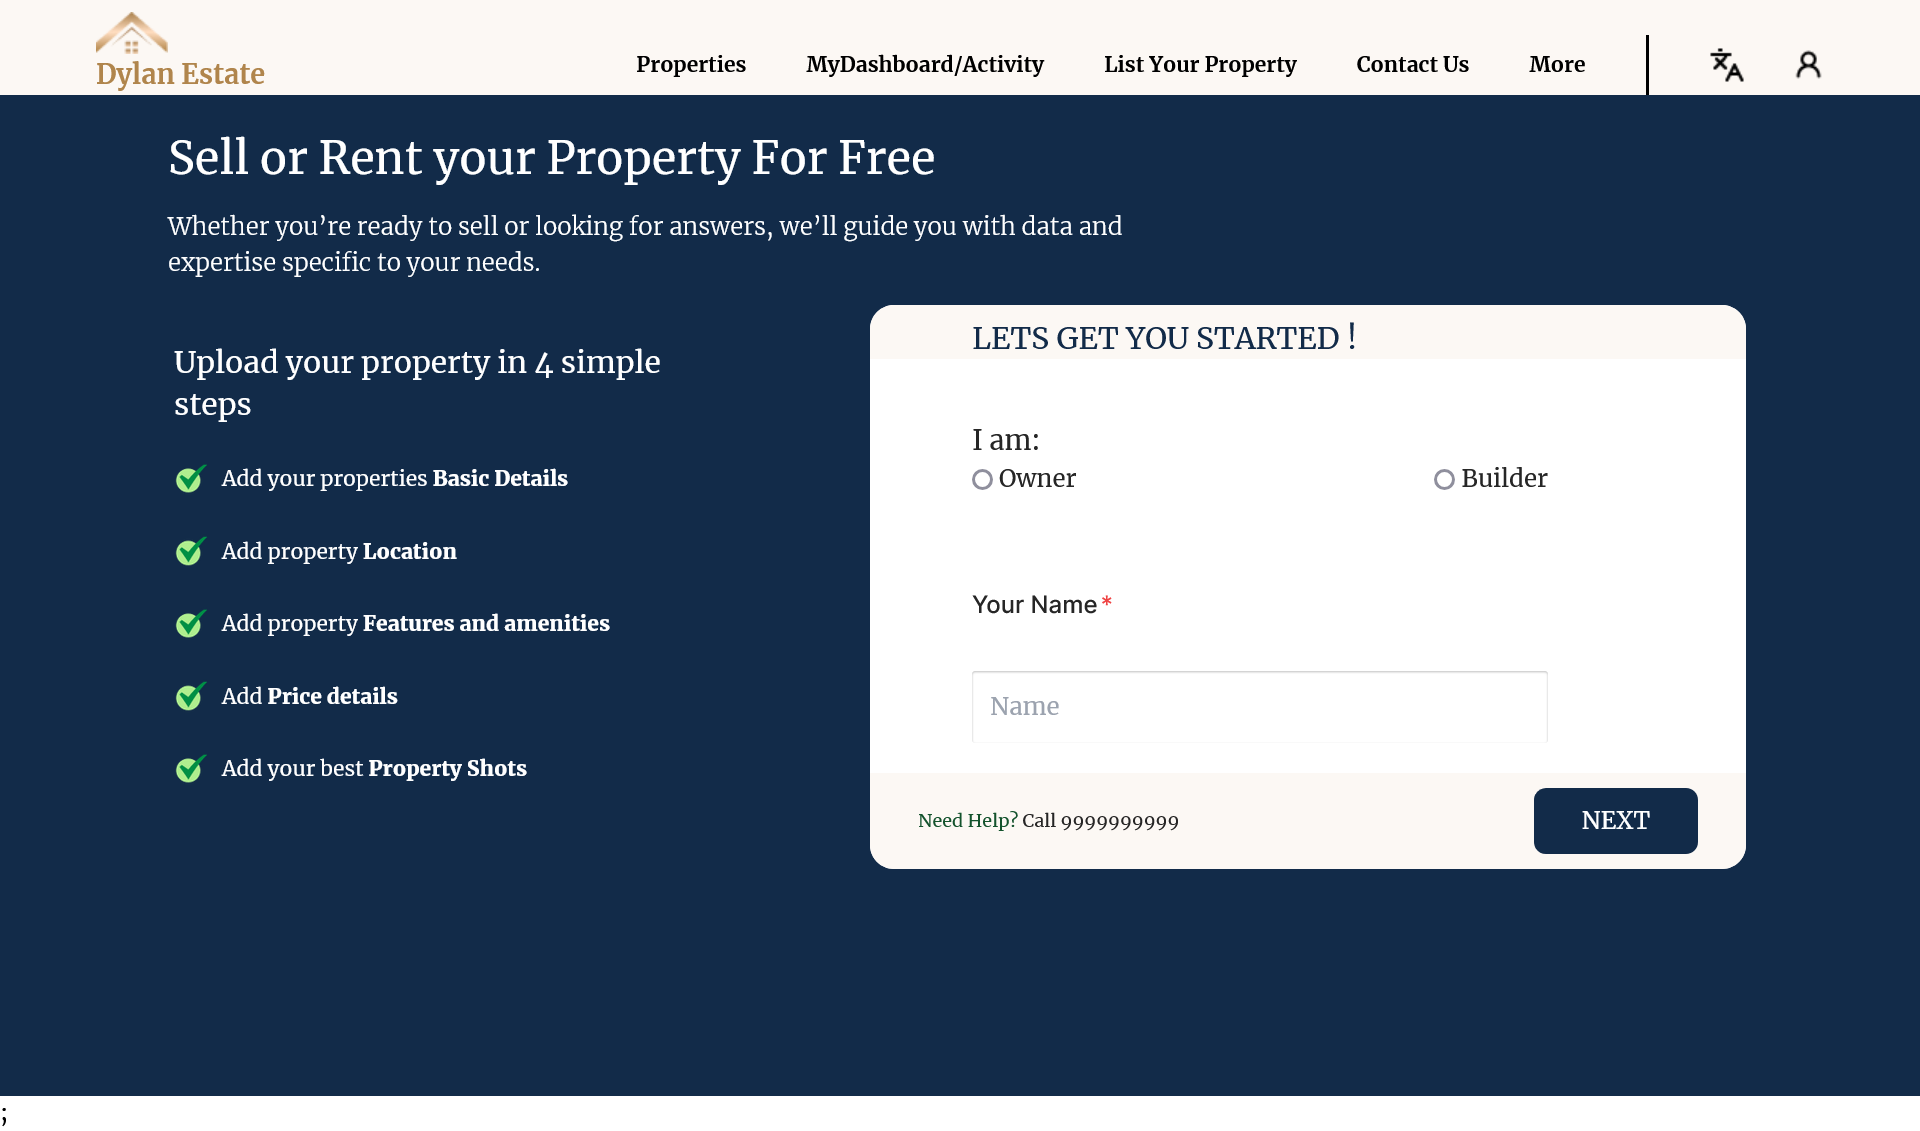 Dylan Estate
Properties
MyDashboard/Activity
List Your Property
Contact Us
More
Sell or Rent your Property For Free
Whether you’re ready to sell or looking for answers, we’ll guide you with data and
expertise specific to your needs.
Upload your property in 4 simple
steps
Add your properties Basic Details
Add property Location
Add property Features and amenities
Add Price details
Add your best Property Shots
LETS GET YOU STARTED !
I am:
Owner
Builder
Your Name*
Name
Need Help? Call 9999999999
NEXT
;